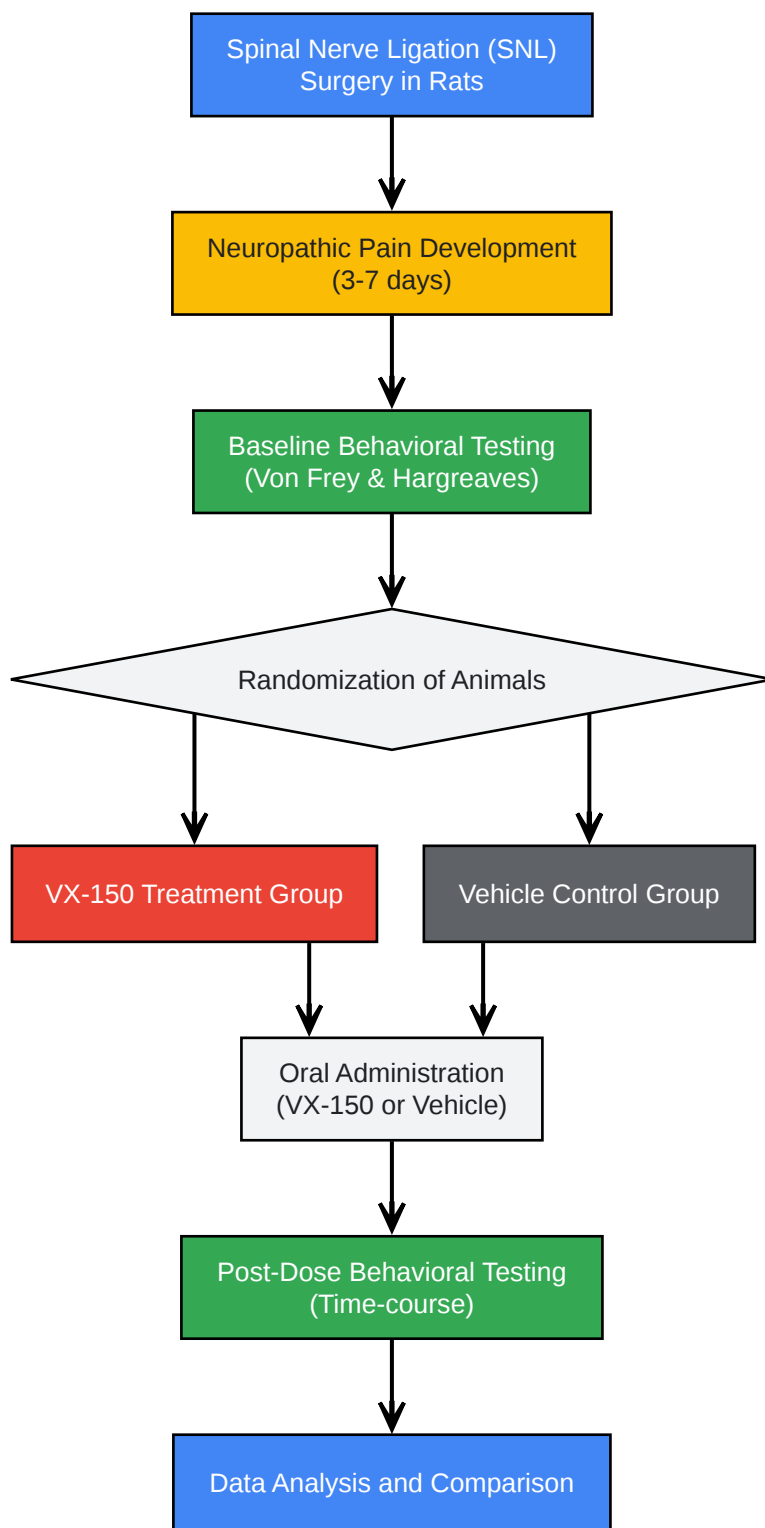 Spinal Nerve Ligation (SNL)
Surgery in Rats
Neuropathic Pain Development
(3-7 days)
Baseline Behavioral Testing
(Von Frey & Hargreaves)
Randomization of Animals
VX-150 Treatment Group
Vehicle Control Group
Oral Administration
(VX-150 or Vehicle)
Post-Dose Behavioral Testing
(Time-course)
Data Analysis and Comparison